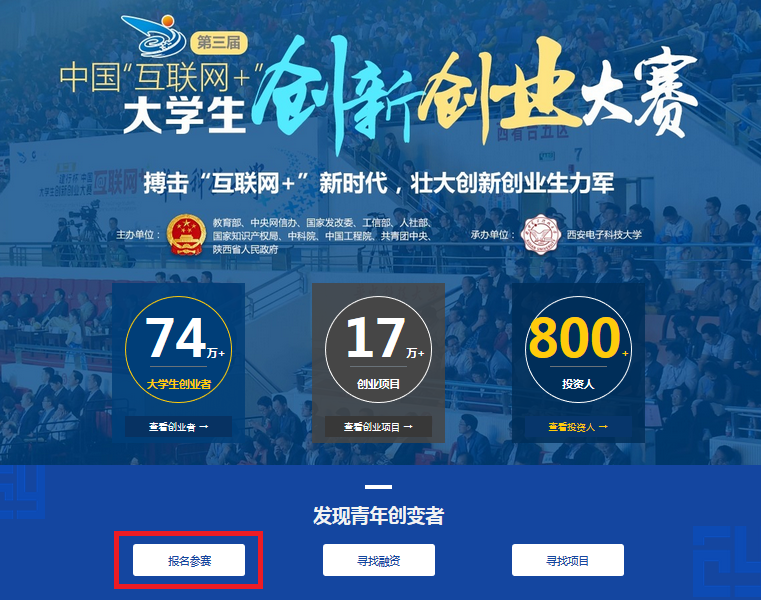 第三届
中国“互联网+”
大学生创新创业大赛
搏击“互联网+”新时代，壮大创新创业生力军
主办单位：
教育部、中央网信办、国家发改委、工信部、人社部、
国家知识产权局、中科院、中国工程院、共青团中央、
陕西省人民政府
承办单位：
西安电子科技大学
74万+
大学生创业者
查看创业者 →
17万+
创业项目
查看创业项目 →
800+
投资人
查看投资人 →
发现青年创变者
报名参赛
寻找融资
寻找项目